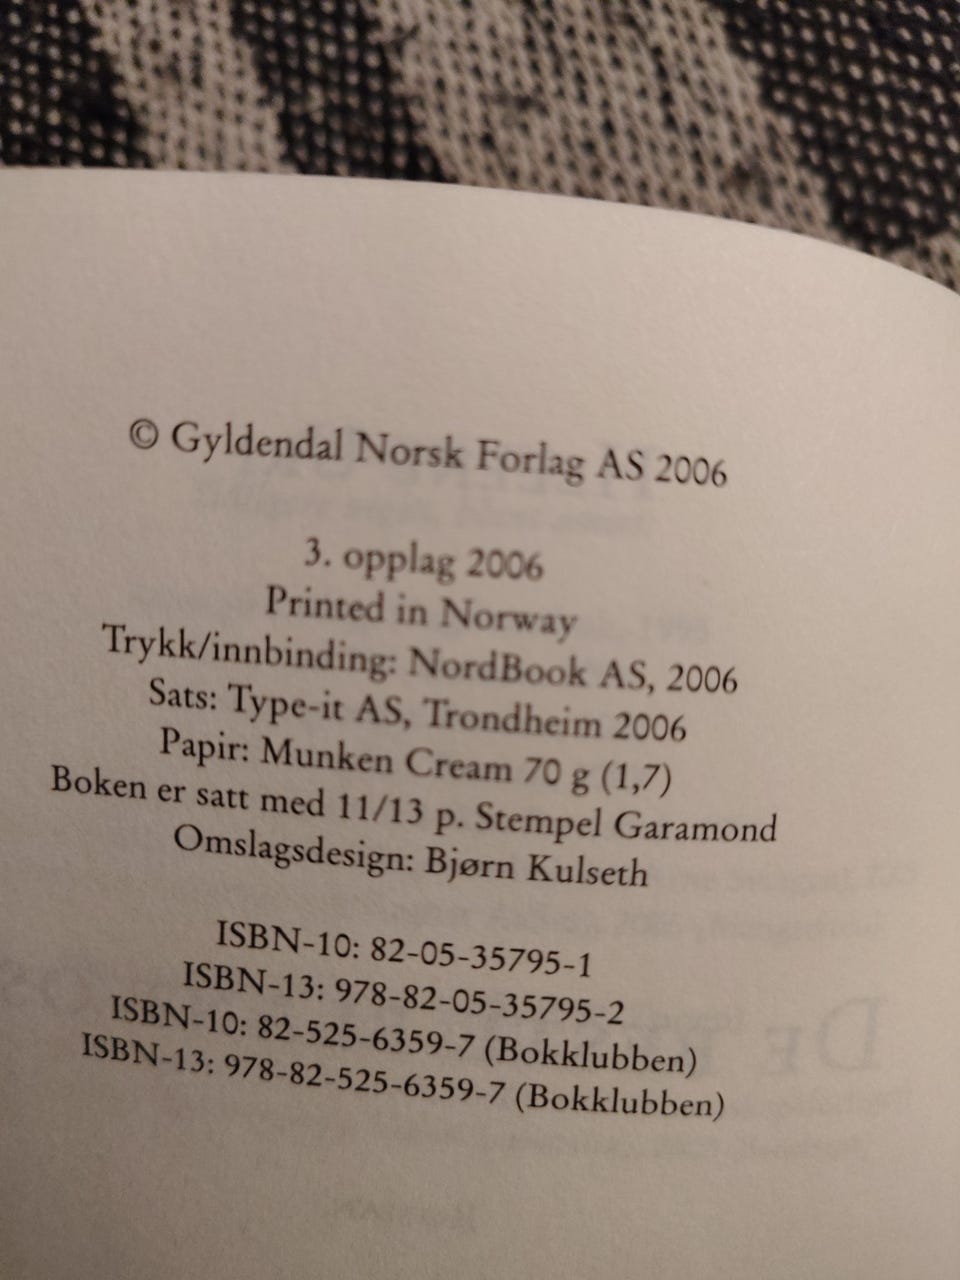 © Gyldendal Norsk Forlag AS 2006
3. opplag 2006
Printed in Norway
Trykk/innbinding: NordBook AS, 2006
Sats: Type-it AS, Trondheim 2006
Papir: Munken Cream 70 g (1,7)
Boken er satt med 11/13 p. Stempel Garamond
Omslagsdesign: Bjørn Kulseth
ISBN-10: 82-05-35795-1
ISBN-13: 978-82-05-35795-2
ISBN-10: 82-525-6359-7 (Bokklubben)
ISBN-13: 978-82-525-6359-7 (Bokklubben)